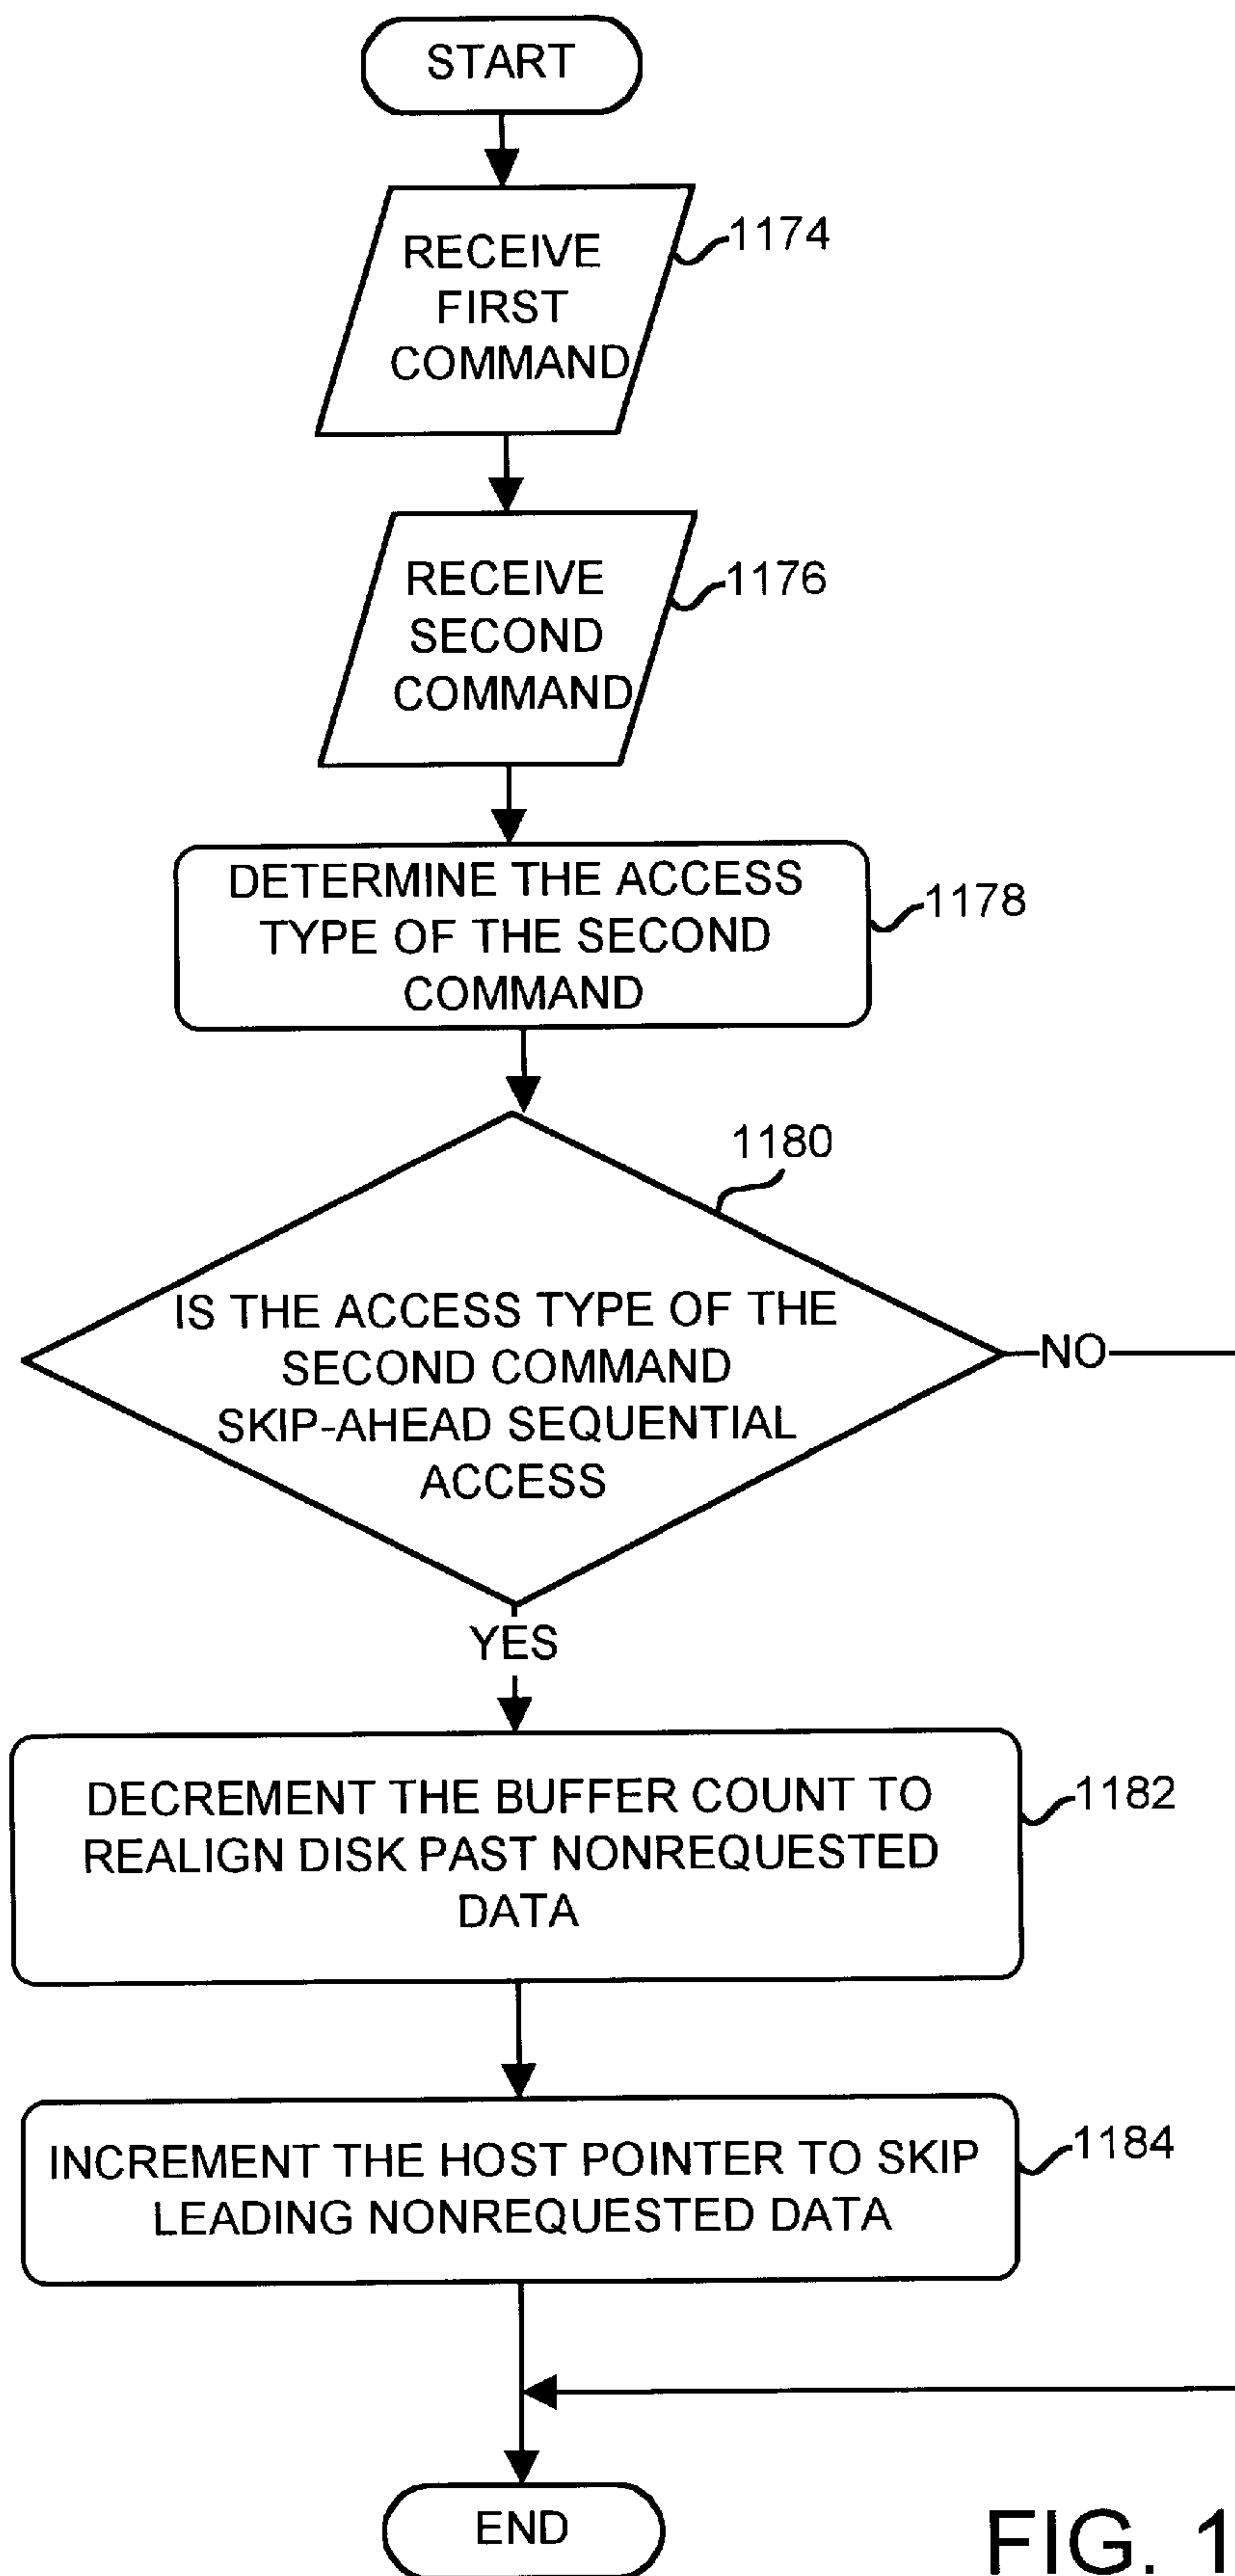 START
RECEIVE
FIRST
COMMAND
1174
RECEIVE
SECOND
COMMAND
1176
DETERMINE THE ACCESS
TYPE OF THE SECOND
COMMAND
1178
1180
IS THE ACCESS TYPE OF THE
SECOND COMMAND
SKIP-AHEAD SEQUENTIAL
ACCESS
NO
YES
DECREMENT THE BUFFER COUNT TO
REALIGN DISK PAST NONREQUESTED
DATA
1182
INCREMENT THE HOST POINTER TO SKIP
LEADING NONREQUESTED DATA
1184
END
FIG. 1